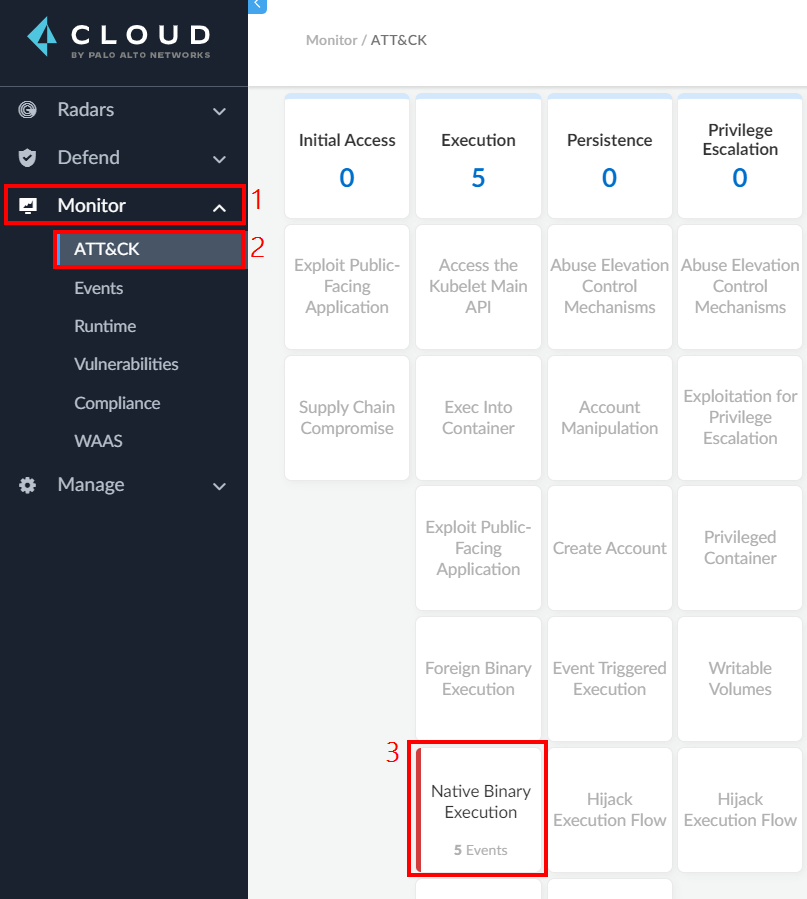 CLOUD
BY PALO ALTO NETWORKS
Radars
Defend
Monitor
1
ATT&CK
2
Events
Runtime
Vulnerabilities
Compliance
WAAS
Manage
Monitor / ATT&CK
Initial Access
0
Execution
5
Persistence
0
Privilege
Escalation
0
Exploit Public-
Facing
Application
Access the
Kubelet Main
API
Abuse Elevation
Control
Mechanisms
Abuse Elevation
Control
Mechanisms
Supply Chain
Compromise
Exec Into
Container
Account
Manipulation
Exploitation for
Privilege
Escalation
Exploit Public-
Facing
Application
Create Account
Privileged
Container
Foreign Binary
Execution
Event Triggered
Execution
Writable
Volumes
3
Native Binary
Execution
5 Events
Hijack
Execution Flow
Hijack
Execution Flow